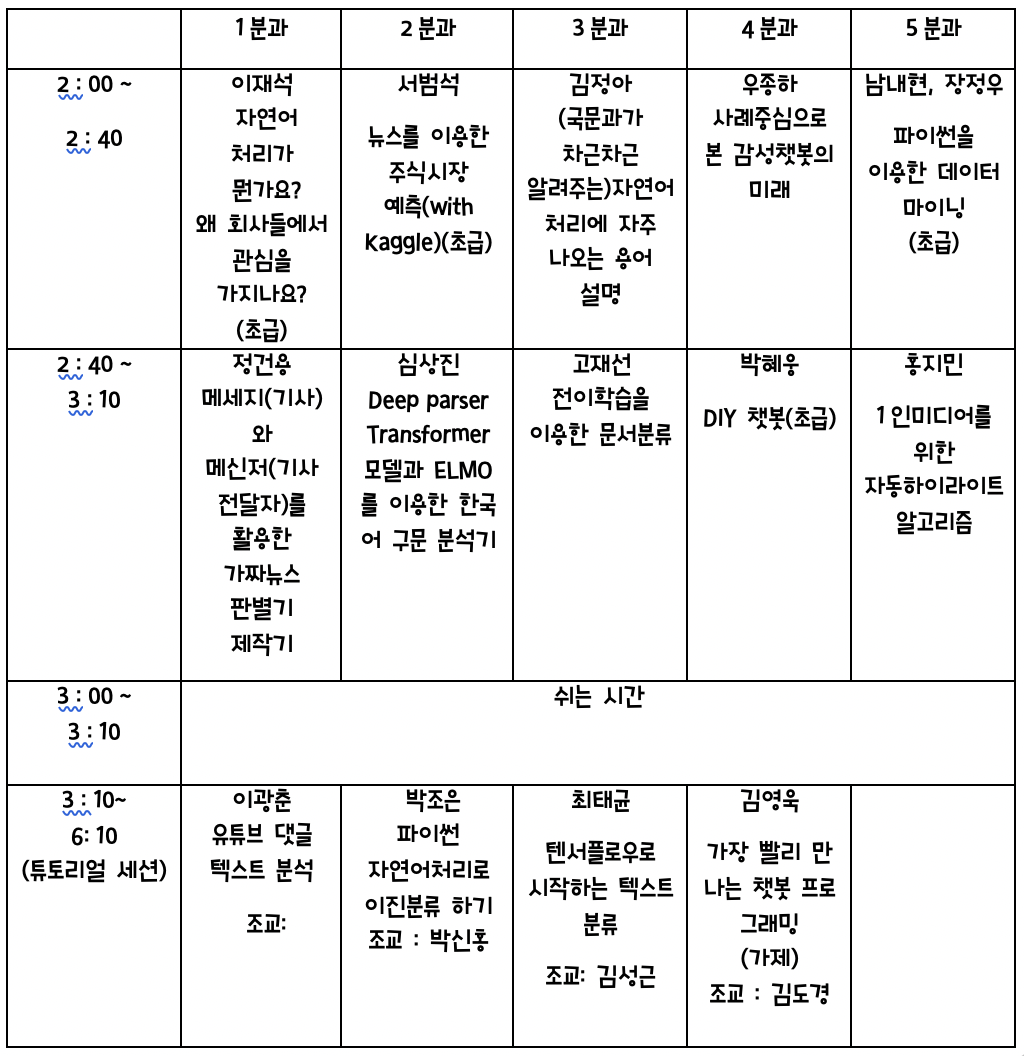 1분과 2분과 3분과 4분과 5분과
2 : 00 ~
2 : 40
이재석
자연어
처리가
뭔가요?
왜 회사들에서
관심을
가지나요?
(초급)
서범석
뉴스를 이용한
주식시장
예측(with
Kaggle)(초급)
김정아
(국문과가
차근차근
알려주는)자연어
처리에 자주
나오는 용어
설명
우종하
사례중심으로
본 감성챗봇의
미래
남내현, 장정우
파이썬을
이용한 데이터
마이닝
(초급)
2 : 40 ~
3 : 10
정건용
메세지(기사)
와
메신저(기사
전달자)를
활용한
가짜뉴스
판별기
제작기
심상진
Deep parser
Transformer
모델과 ELMO
를 이용한 한국
어 구문 분석기
고재선
전이학습을
이용한 문서분류
박혜웅
DIY 챗봇(초급)
홍지민
1인미디어를
위한
자동하이라이트
알고리즘
3 : 00 ~
3 : 10
쉬는 시간
3 : 10~
6: 10
(튜토리얼 세션)
이광춘
유튜브 댓글
텍스트 분석
조교:
박조은
파이썬
자연어처리로
이진분류 하기
조교 : 박신홍
최태균
텐서플로우로
시작하는 텍스트
분류
조교: 김성근
김영욱
가장 빨리 만
나는 챗봇 프로
그래밍
(가제)
조교 : 김도경